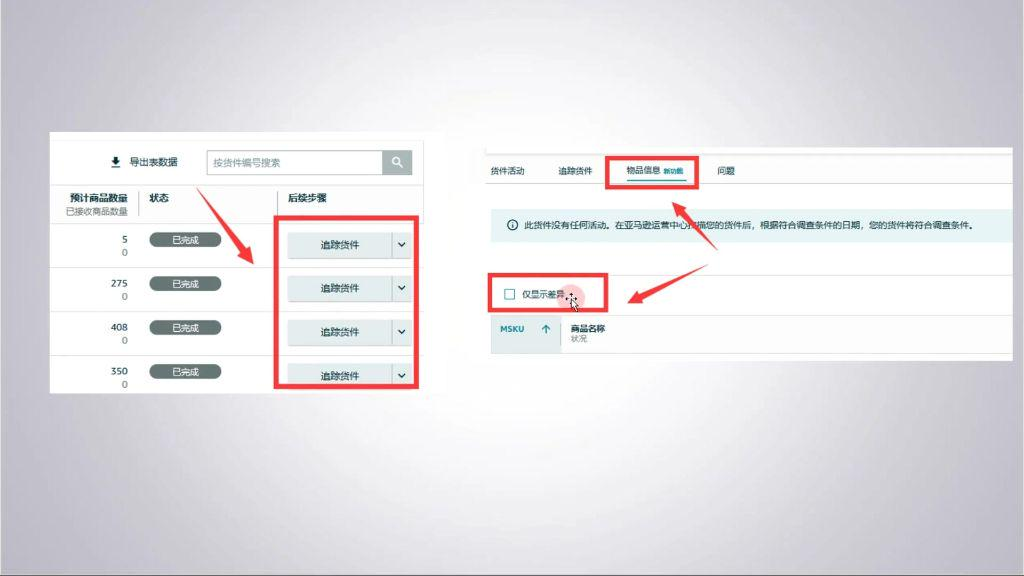 导出表数据
按货件编号搜索
预计商品数量
已接收商品数量
状态
后续步骤
5
0
已完成
追踪货件
275
0
已完成
追踪货件
408
0
已完成
追踪货件
350
0
已完成
追踪货件
货件活动
追踪货件
物品信息 新功能
问题
此货件没有任何活动。在亚马逊运营中心扫描您的货件后，根据符合调查条件的日期，您的货件将符合调查条件。
仅显示差异
MSKU
商品名称
状况